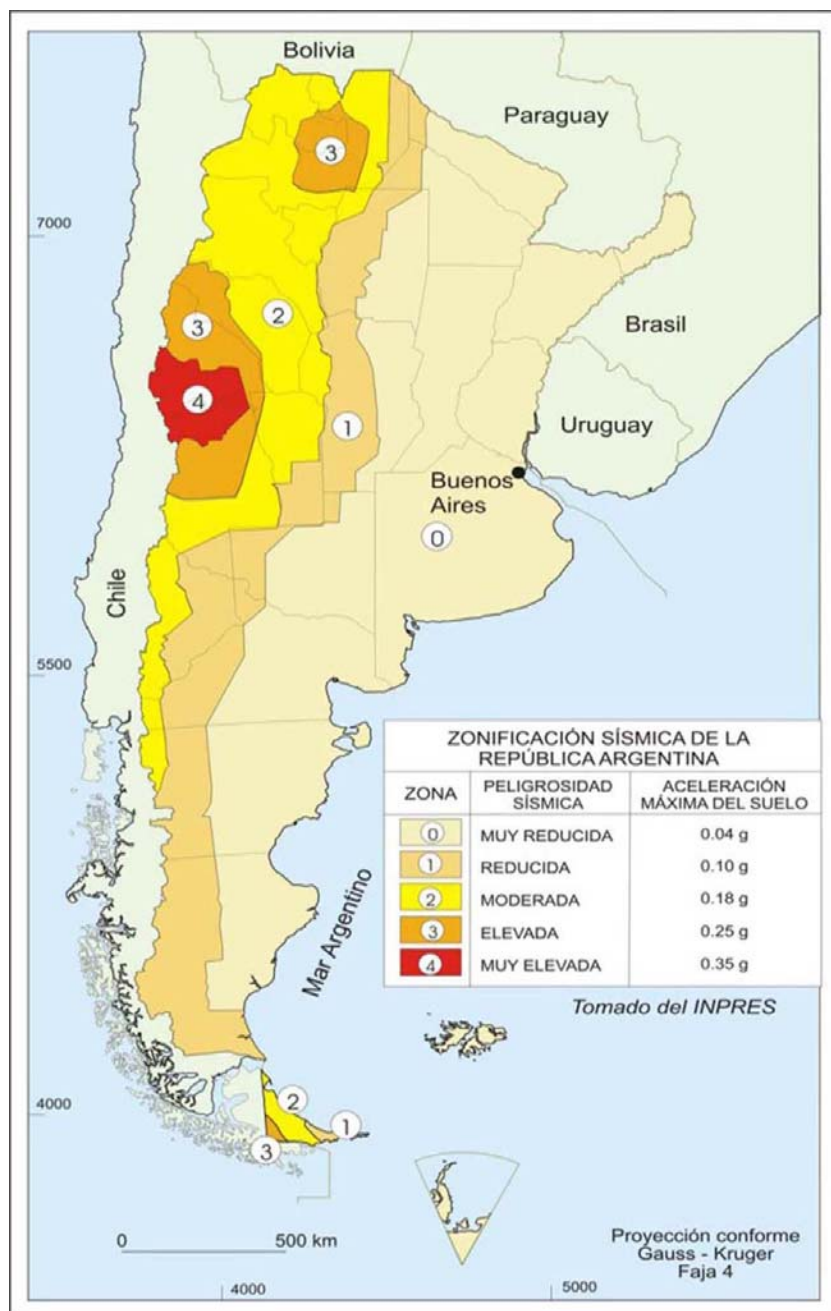 Bolivia
Paraguay
3
7000
3
2
Brasil
4
1
Uruguay
Buenos
Aires
0
Chile
5500
ZONIFICACIÓN SÍSMICA DE LA
REPÚBLICA ARGENTINA
ZONA
PELIGROSIDAD
SÍSMICA
ACELERACIÓN
MÁXIMA DEL SUELO
0 MUY REDUCIDA 0.04 g
1 REDUCIDA 0.10 g
2 MODERADA 0.18 g
3 ELEVADA 0.25 g
4 MUY ELEVADA 0.35 g
Mar Argentino
Tomado del INPRES
4000
2
1
3
0 500 km
Proyección conforme
Gauss - Kruger
Faja 4
4000 5000